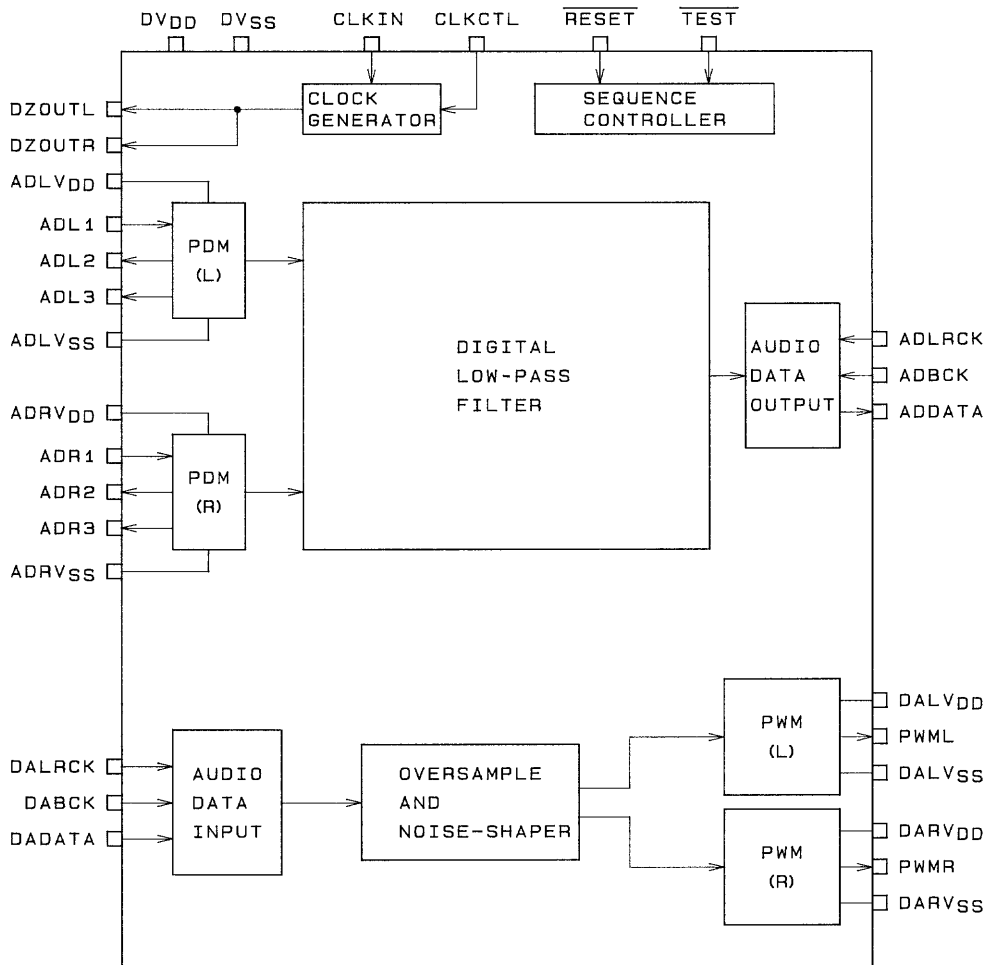 DVDD DVSS CLKIN CLKCTL RESET TEST
DZOUTL
DZOUTR
CLOCK
GENERATOR
SEQUENCE
CONTROLLER
ADLVDD
ADL1
ADL2
ADL3
ADLVSS
PDM
(L)
ADRVDD
ADR1
ADR2
ADR3
ADRVSS
PDM
(R)
DIGITAL
LOW-PASS
FILTER
AUDIO
DATA
OUTPUT
ADLRCK
ADBCK
ADDATA
DALRCK
DABCK
DADATA
AUDIO
DATA
INPUT
OVERSAMPLE
AND
NOISE-SHAPER
PWM
(L)
DALVDD
PWML
DALVSS
PWM
(R)
DARVDD
PWMR
DARVSS